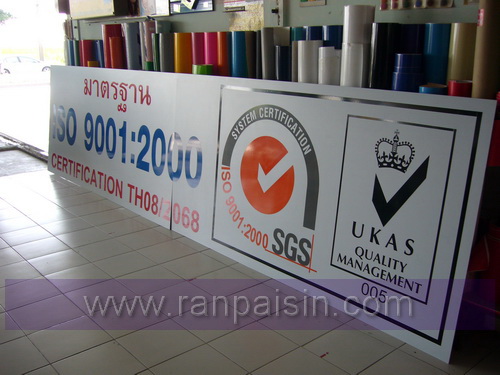 มาตรฐาน
ISO 9001:2000
CERTIFICATION TH08/3068
SYSTEM CERTIFICATION
ISO 9001:2000
SGS
UKAS
QUALITY
MANAGEMENT
005
www.ranpaisin.com